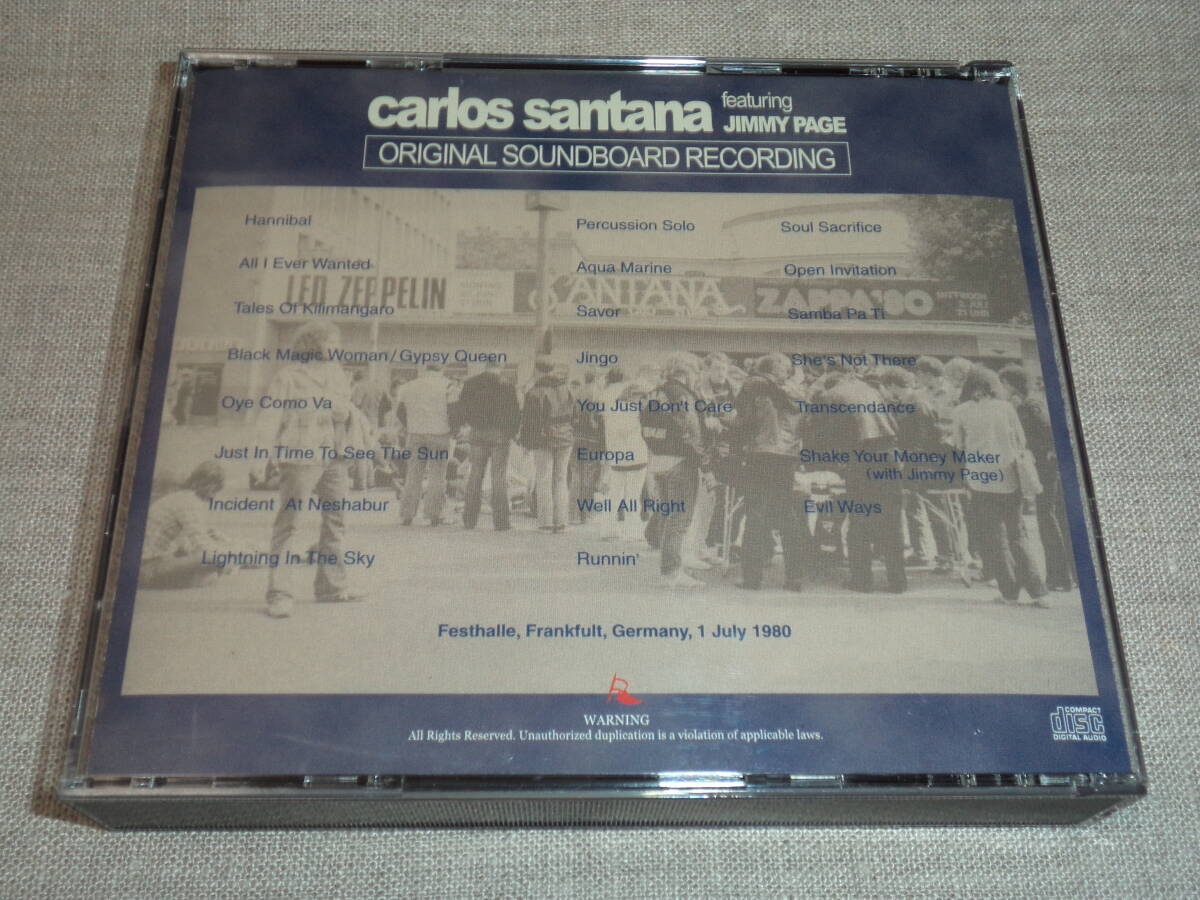 carlos santana featuring
JIMMY PAGE
ORIGINAL SOUNDBOARD RECORDING
Hannibal
All I Ever Wanted
Tales Of Kilimangaro
Black Magic Woman/Gypsy Queen
Oye Como Va
Just In Time To See The Sun
Incident At Neshabur
Lightning In The Sky
Percussion Solo
Aqua Marine
Savor
Jingo
You Just Don't Care
Europa
Well All Right
Runnin'
Soul Sacrifice
Open Invitation
Samba Pa Ti
She's Not There
Transcendance
Shake Your Money Maker
(with Jimmy Page)
Evil Ways
LED ZEPPELIN
SANTANA
ZAPPA'80
Festhalle, Frankfult, Germany, 1 July 1980
WARNING
All Rights Reserved. Unauthorized duplication is a violation of applicable laws.
COMPACT
disc
DIGITAL AUDIO